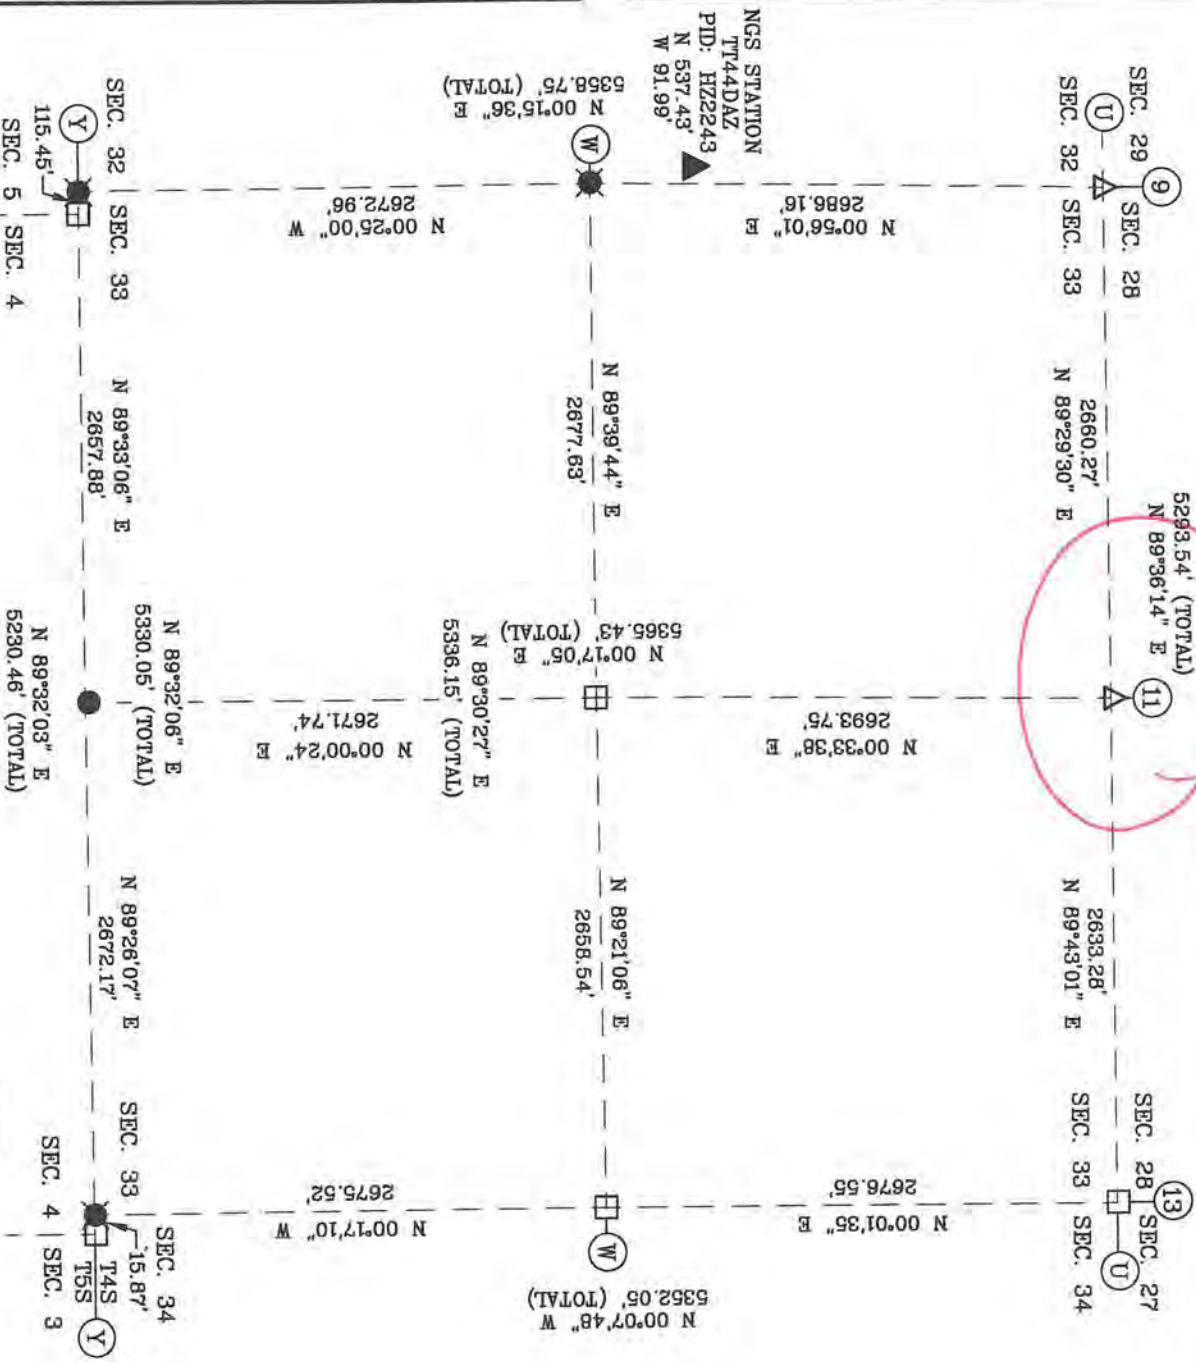 5293.54' (TOTAL)
N 89°36'14" E
9
11
13
SEC. 29
SEC. 28
SEC. 28
SEC. 27
U
U
SEC. 32
SEC. 33
SEC. 33
SEC. 34
2660.27'
N 89°29'30" E
2633.28'
N 89°43'01" E
NGS STATION
TT44DAZ
PID: HZ2243
N 537.43'
W 91.99'
N 00°56'01" E
2686.16'
N 00°33'38" E
2693.75'
N 00°01'35" E
2676.55'
N 00°15'36" E
5358.75' (TOTAL)
W
N 89°39'44" E
2677.63'
N 00°17'05" E
5365.43' (TOTAL)
N 89°21'06" E
2658.54'
W
N 00°07'48" W
5352.05' (TOTAL)
N 89°30'27" E
5336.15' (TOTAL)
N 00°25'00" W
2672.96'
N 00°00'24" E
2671.74'
N 00°17'10" W
2675.52'
SEC. 32
SEC. 33
N 89°32'06" E
5330.05' (TOTAL)
SEC. 33
SEC. 34
Y
115.45'
N 89°33'06" E
2657.88'
N 89°26'07" E
2672.17'
15.87'
T4S
T5S
Y
SEC. 5
SEC. 4
N 89°32'03" E
5230.46' (TOTAL)
SEC. 4
SEC. 3